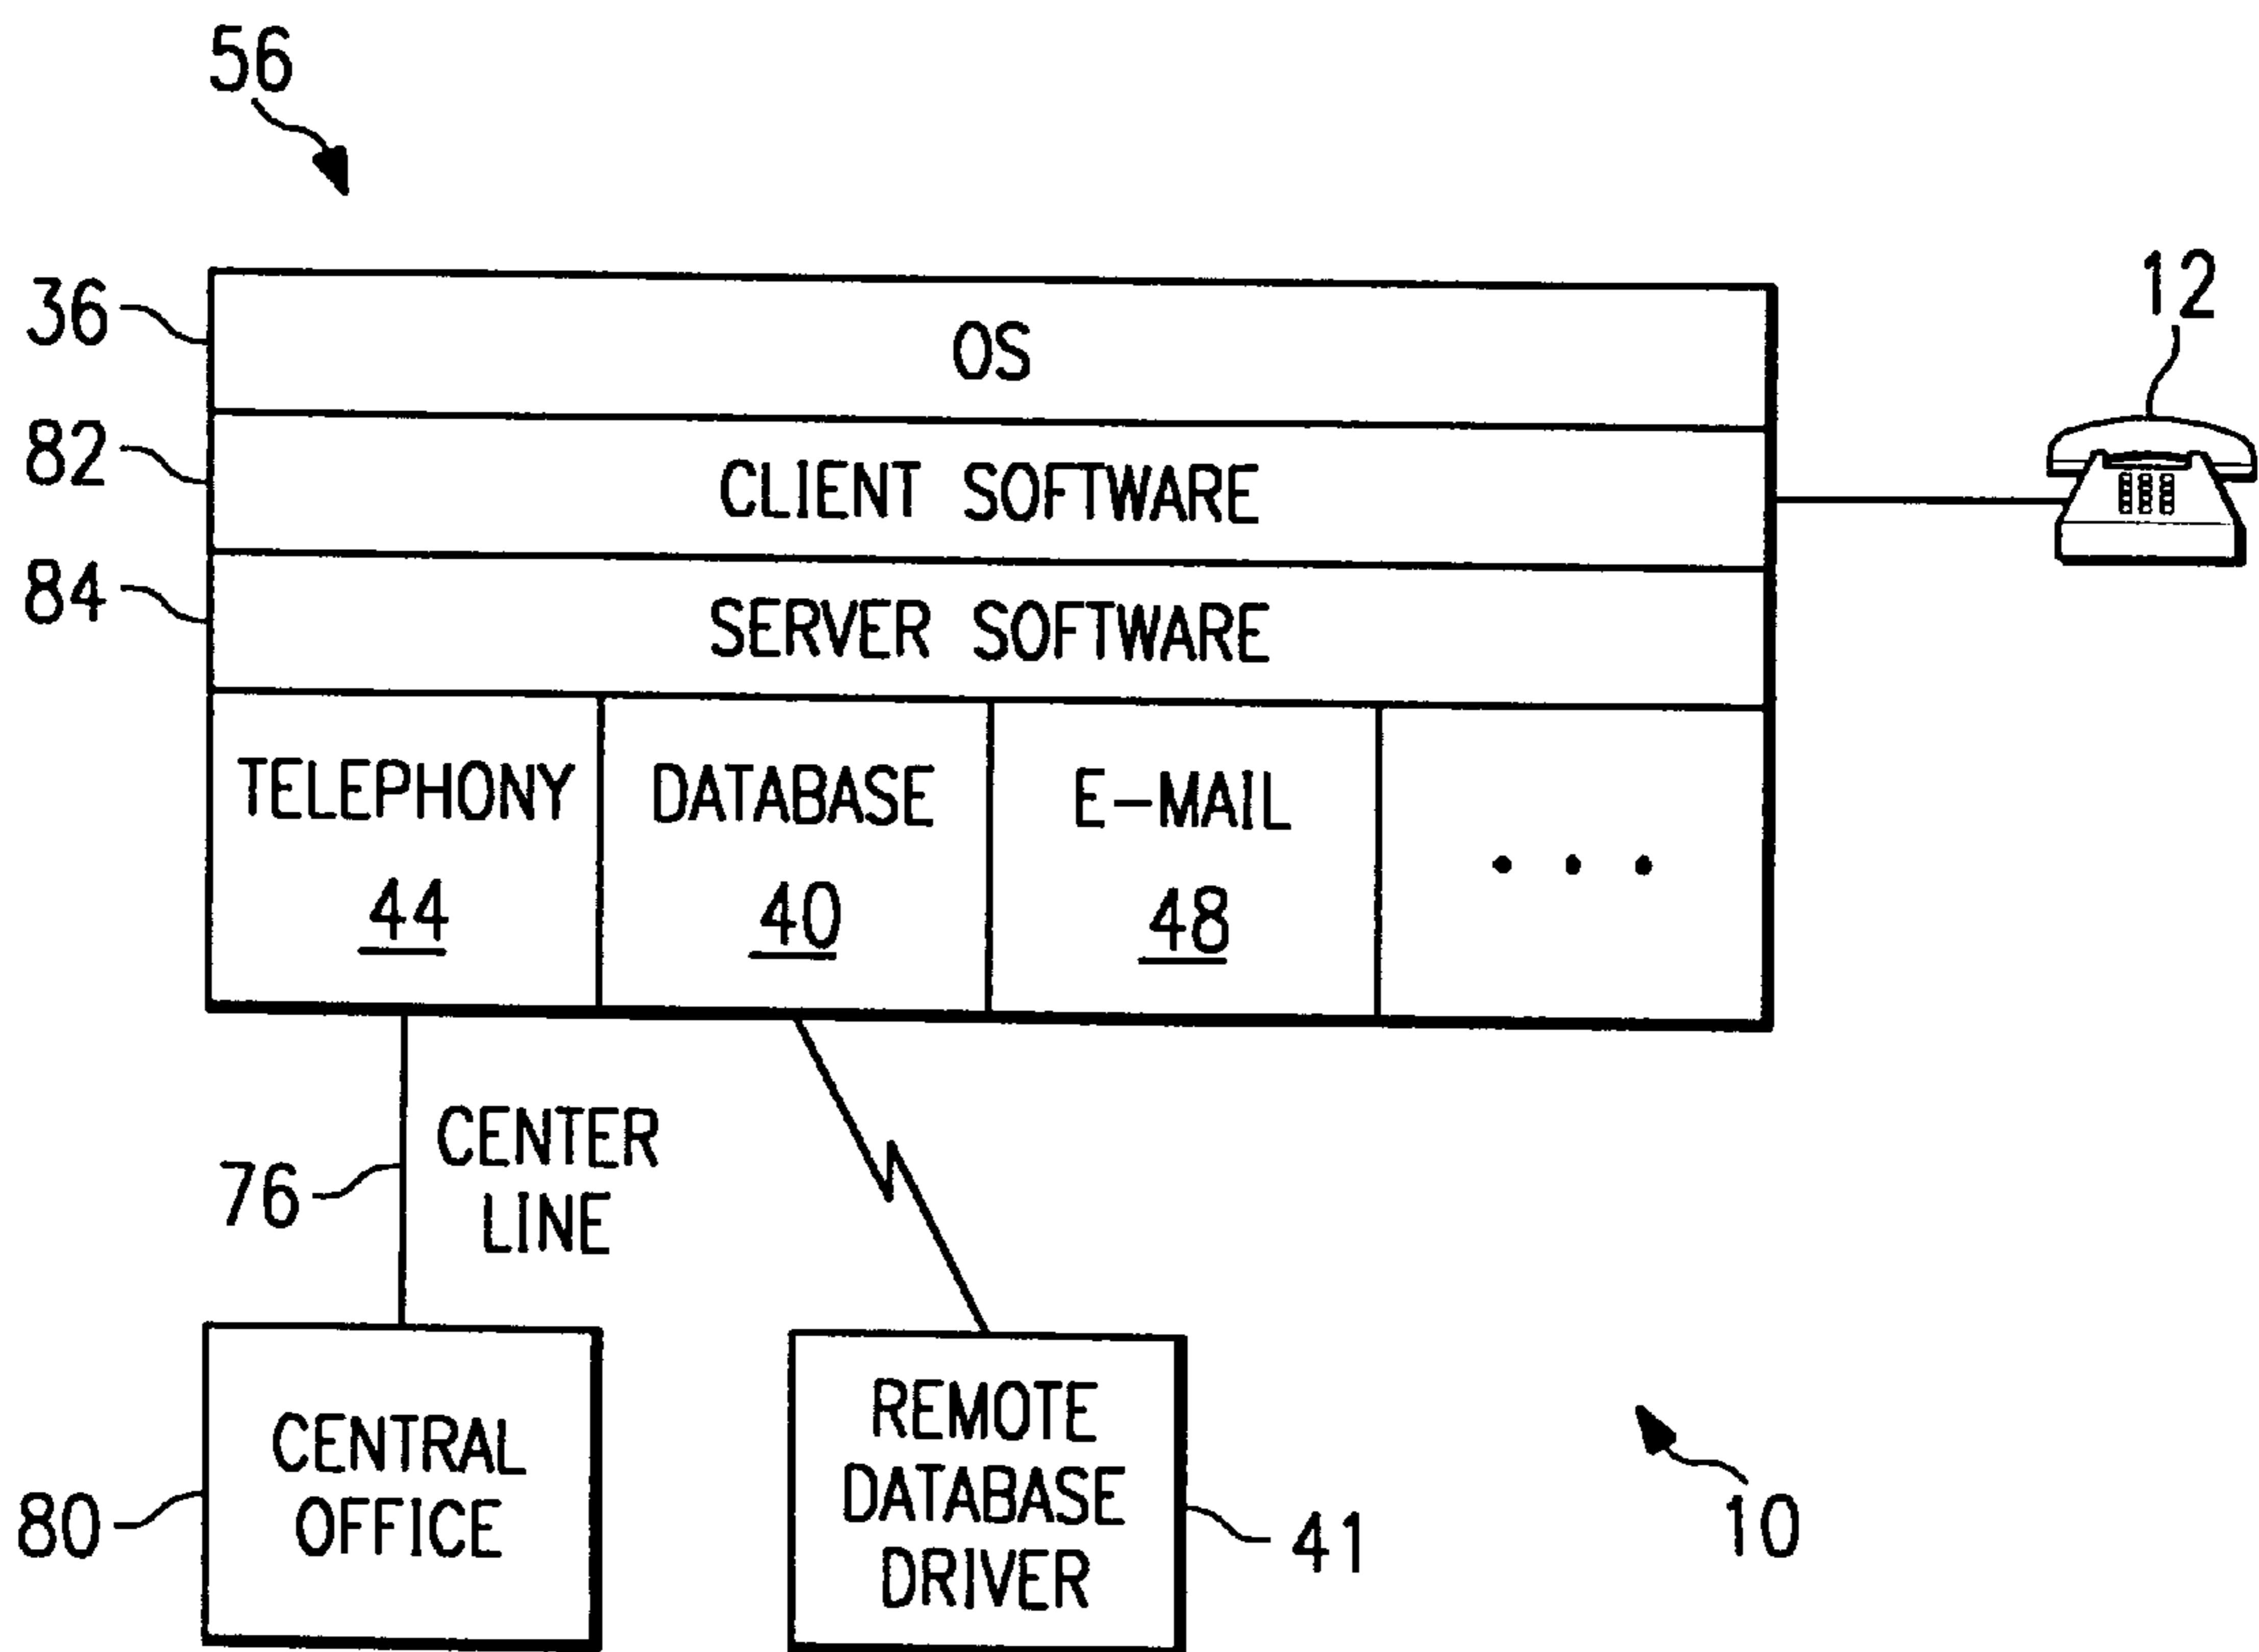 56
36
OS
12
82
CLIENT SOFTWARE
84
SERVER SOFTWARE
TELEPHONY
44
DATABASE
40
E-MAIL
48
• • •
76
CENTER
LINE
80
CENTRAL
OFFICE
REMOTE
DATABASE
DRIVER
41
10